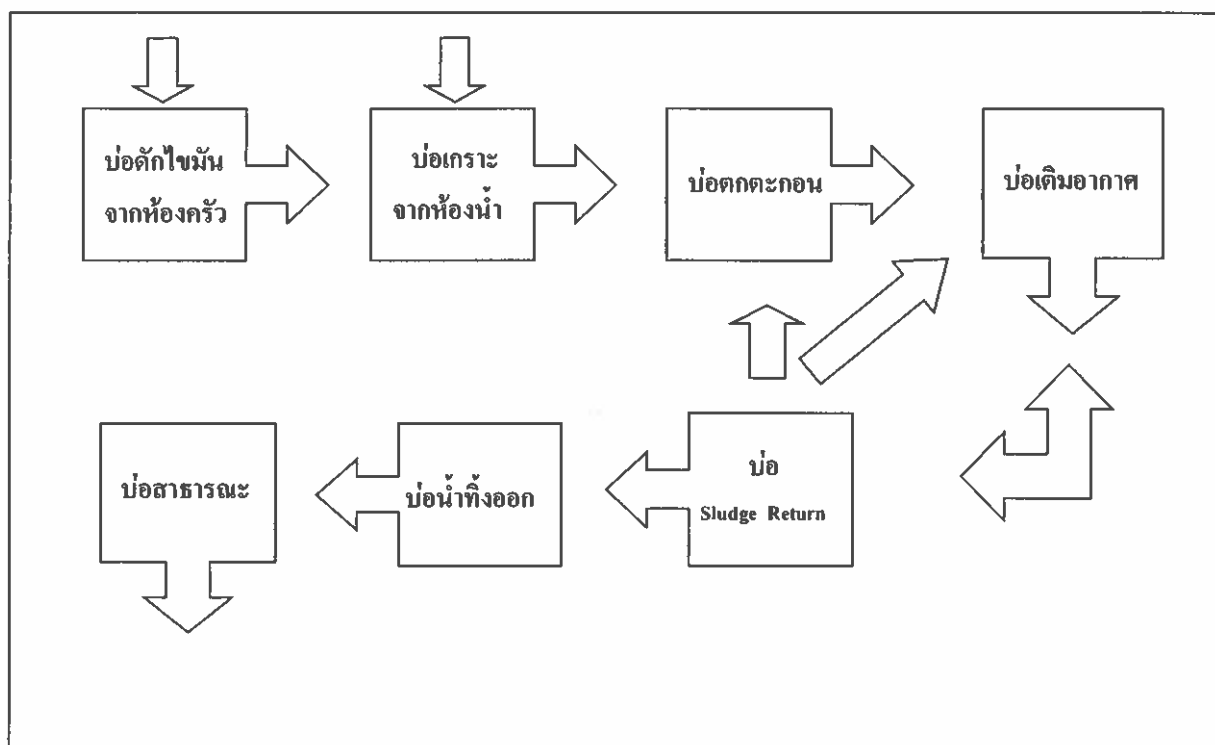 บ่อดักไขมัน
จากห้องครัว
บ่อเกราะ
จากห้องน้ำ
บ่อตกตะกอน
บ่อเติมอากาศ
บ่อสาธารณะ
บ่อน้ำทิ้งออก
บ่อ
Sludge Return